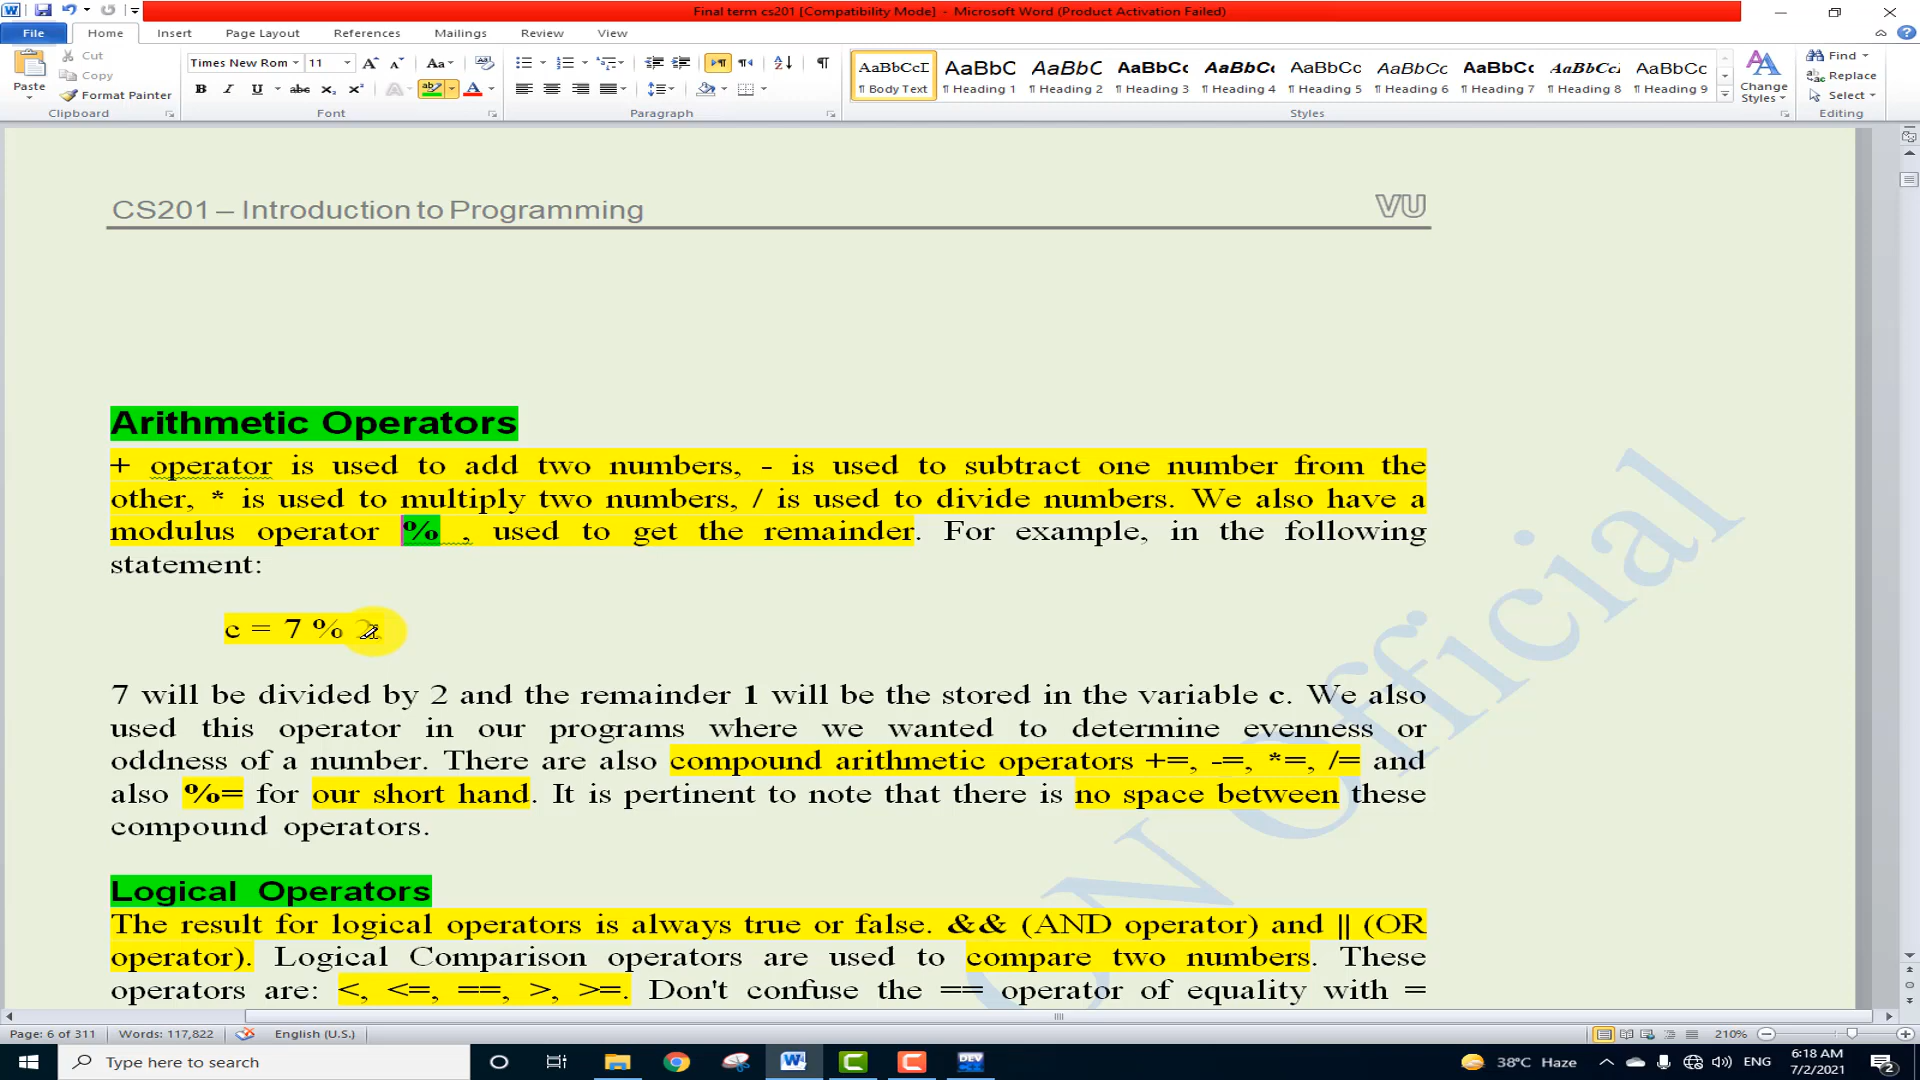 Final term cs201 [Compatibility Mode] - Microsoft Word (Product Activation Failed)
File Home Insert Page Layout References Mailings Review View
Paste
Cut
Copy
Format Painter
Clipboard
Times New Rom 11
Font
Paragraph
AaBbCcD AaBbC AaBbC AaBbCc AaBbCc AaBbCc AaBbCc AaBbCc AaBbCcI AaBbCc
Body Text Heading 1 Heading 2 Heading 3 Heading 4 Heading 5 Heading 6 Heading 7 Heading 8 Heading 9
Styles
Change Styles
Find
Replace
Select
Editing
CS201 – Introduction to Programming VU
Arithmetic Operators
+ operator is used to add two numbers, - is used to subtract one number from the
other, * is used to multiply two numbers, / is used to divide numbers. We also have a
modulus operator % , used to get the remainder. For example, in the following
statement:
c = 7 %
7 will be divided by 2 and the remainder 1 will be the stored in the variable c. We also
used this operator in our programs where we wanted to determine evenness or
oddness of a number. There are also compound arithmetic operators +=, -=, *=, /= and
also %= for our short hand. It is pertinent to note that there is no space between these
compound operators.
Logical Operators
The result for logical operators is always true or false. && (AND operator) and || (OR
operator). Logical Comparison operators are used to compare two numbers. These
operators are: <, <=, ==, >, >=. Don't confuse the == operator of equality with =
Official
Page: 6 of 311 Words: 117,822 English (U.S.) 210%
Type here to search
DEV
38°C Haze
ENG
6:18 AM
7/2/2021
2